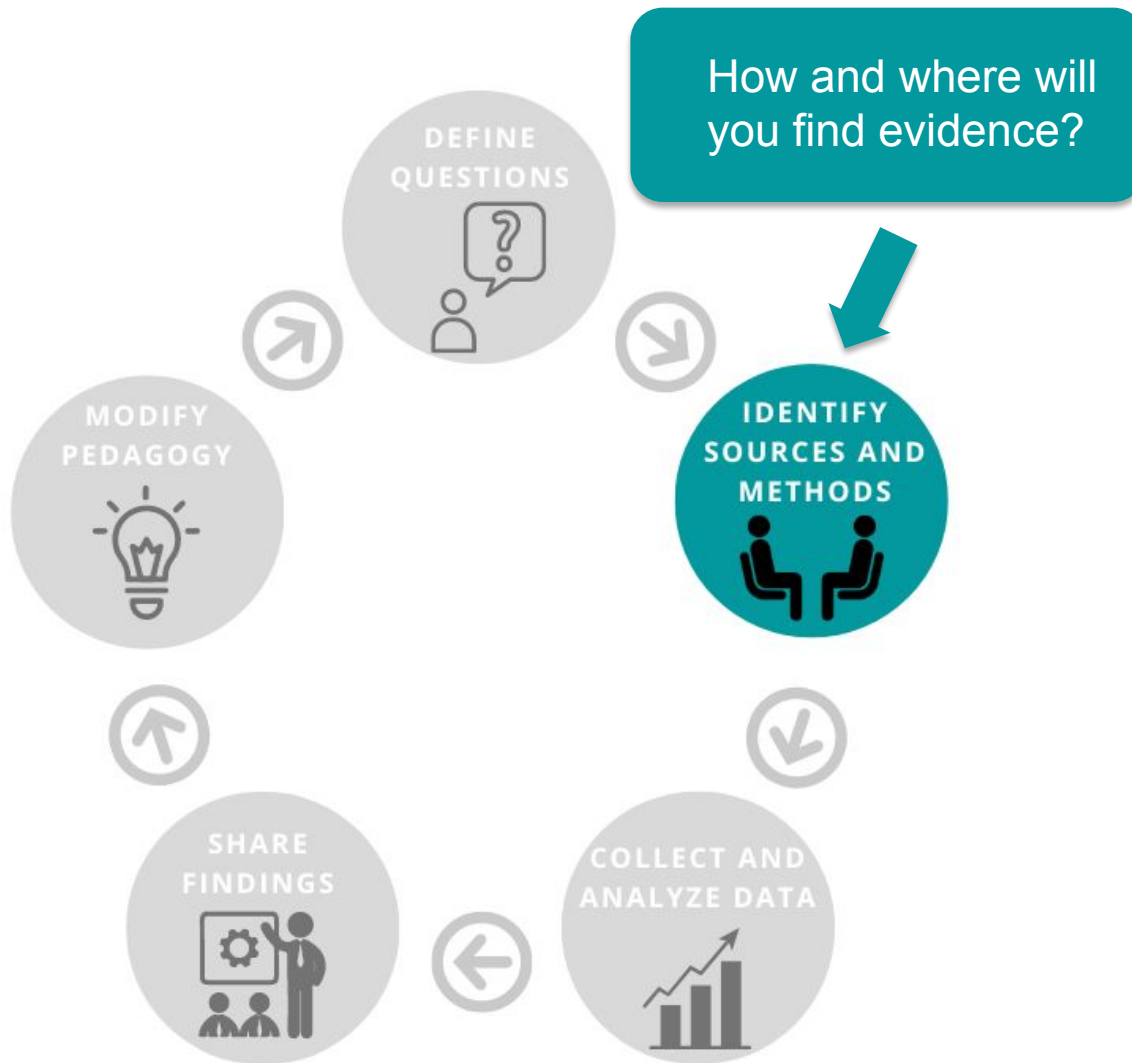 How and where will
you find evidence?
DEFINE
QUESTIONS
?
IDENTIFY
SOURCES AND
METHODS
COLLECT AND
ANALYZE DATA
SHARE
FINDINGS
MODIFY
PEDAGOGY